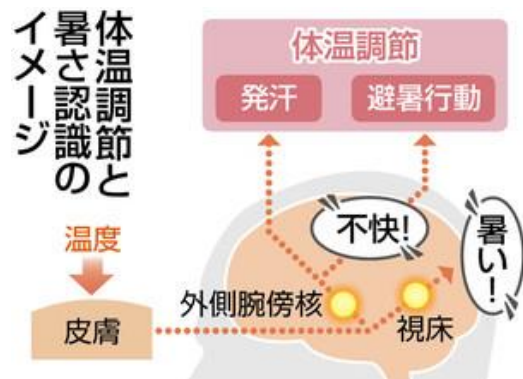 体温調節と
暑さ認識の
イメージ
体温調節
発汗
避暑行動
温度
皮膚
外側腕傍核
不快!
視床
暑い!